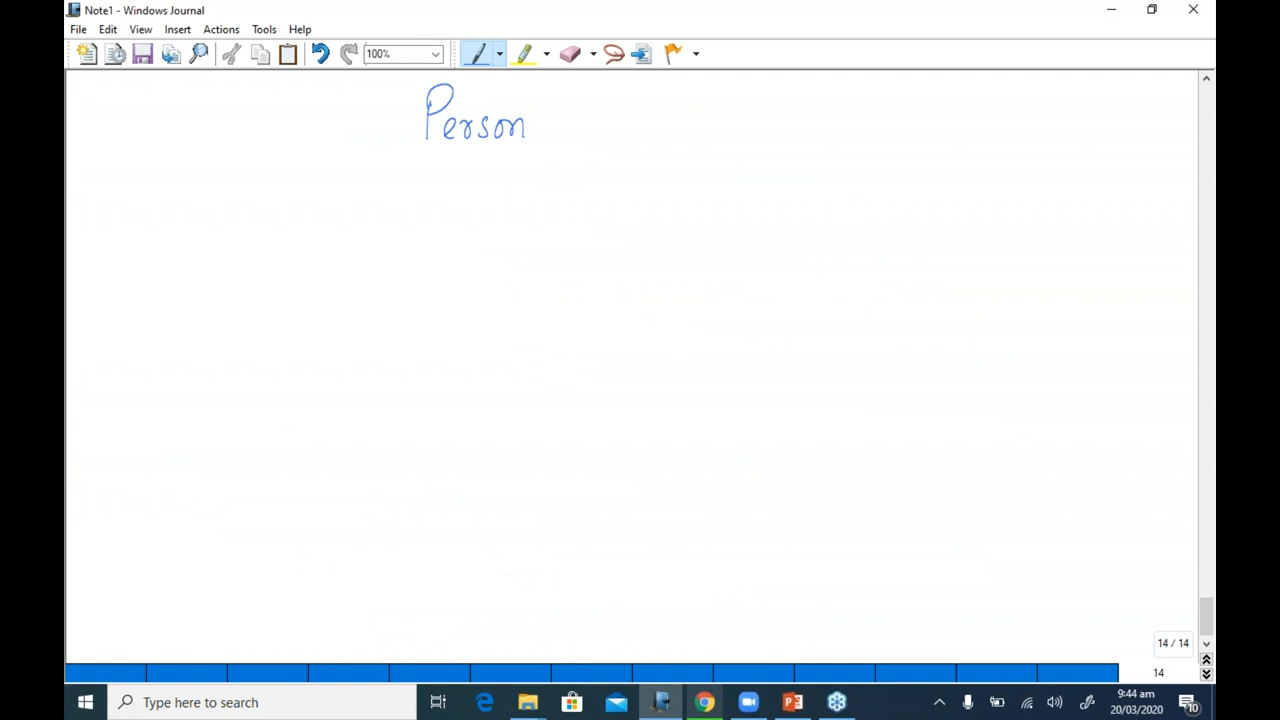 Note1 - Windows Journal
File Edit View Insert Actions Tools Help
100%
Person
14 / 14
14
Type here to search
9:44 am
20/03/2020
10